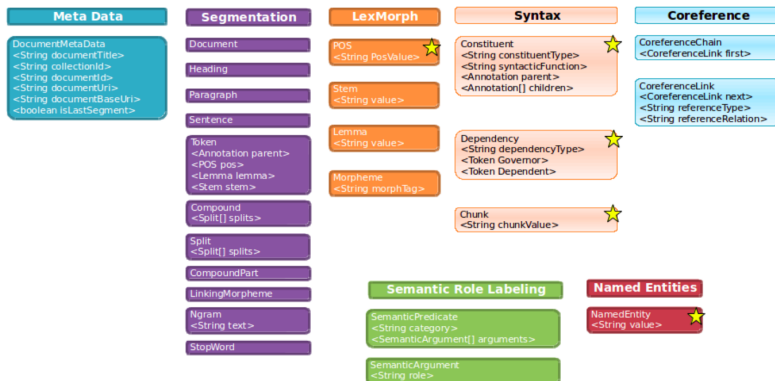 Meta Data
DocumentMetaData
<String documentTitle>
<String collectionId>
<String documentId>
<String documentUri>
<String documentBaseUri>
<boolean isLastSegment>
Segmentation
Document
Heading
Paragraph
Sentence
Token
<Annotation parent>
<POS pos>
<Lemma lemma>
<Stem stem>
Compound
<Split[] splits>
Split
<Split[] splits>
CompoundPart
LinkingMorpheme
Ngram
<String text>
StopWord
LexMorph
POS
<String PosValue>
Stem
<String value>
Lemma
<String value>
Morpheme
<String morphTag>
Syntax
Constituent
<String constituentType>
<String syntacticFunction>
<Annotation parent>
<Annotation[] children>
Dependency
<String dependencyType>
<Token Governor>
<Token Dependent>
Chunk
<String chunkValue>
Coreference
CoreferenceChain
<CoreferenceLink first>
CoreferenceLink
<CoreferenceLink next>
<String referenceType>
<String referenceRelation>
Semantic Role Labeling
SemanticPredicate
<String category>
<SemanticArgument[] arguments>
SemanticArgument
<String role>
Named Entities
NamedEntity
<String value>